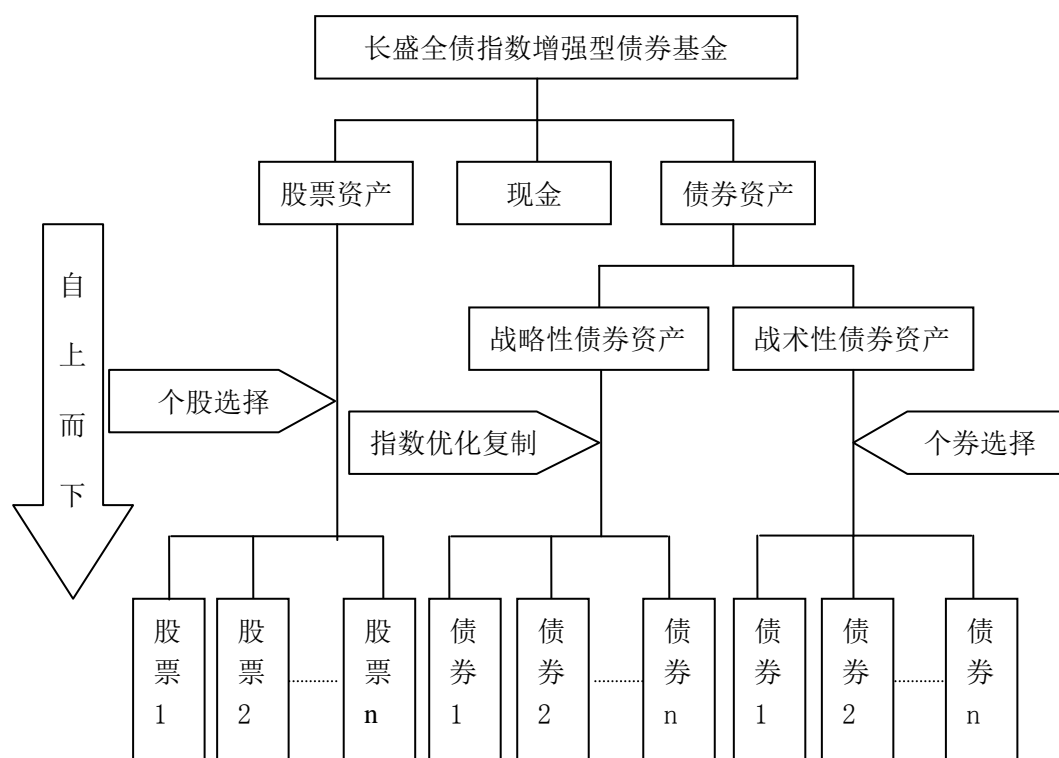 长盛全债指数增强型债券基金
股票资产
现金
债券资产
自上而下
战略性债券资产
战术性债券资产
个股选择
指数优化复制
个券选择
股票1
股票2
股票n
债券1
债券2
债券n
债券1
债券2
债券n